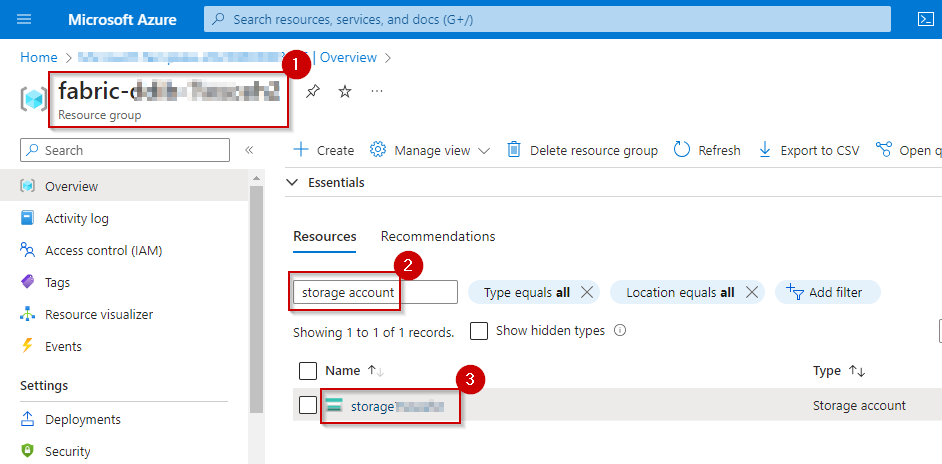 Microsoft Azure
Search resources, services, and docs (G+/)
Home > | Overview >
1
fabric-
Resource group
Search
Create
Manage view
Delete resource group
Refresh
Export to CSV
Open q
Overview
Activity log
Access control (IAM)
Tags
Resource visualizer
Events
Settings
Deployments
Security
Essentials
Resources
Recommendations
2
storage account
Type equals all
Location equals all
Add filter
Showing 1 to 1 of 1 records.
Show hidden types
Name
Type
3
storage
Storage account